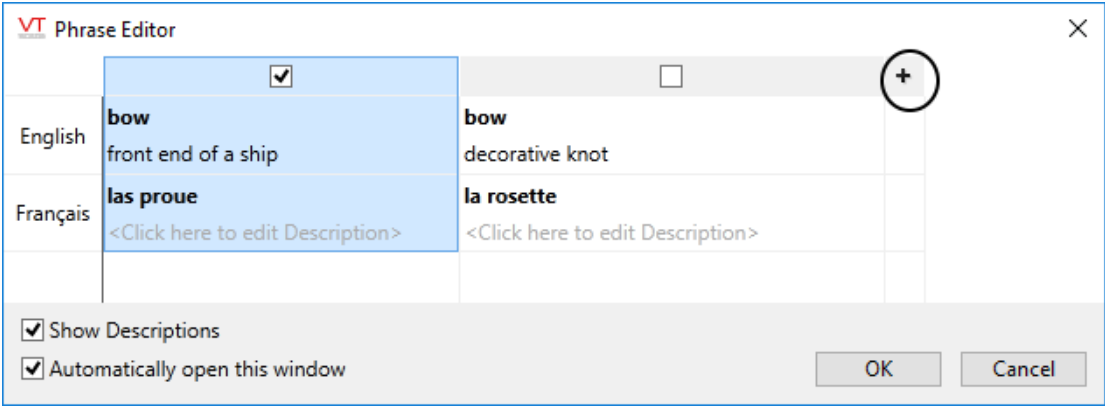 VT Phrase Editor
+
English bow bow
front end of a ship decorative knot
Français las proue la rosette
<Click here to edit Description> <Click here to edit Description>
Show Descriptions
Automatically open this window OK Cancel